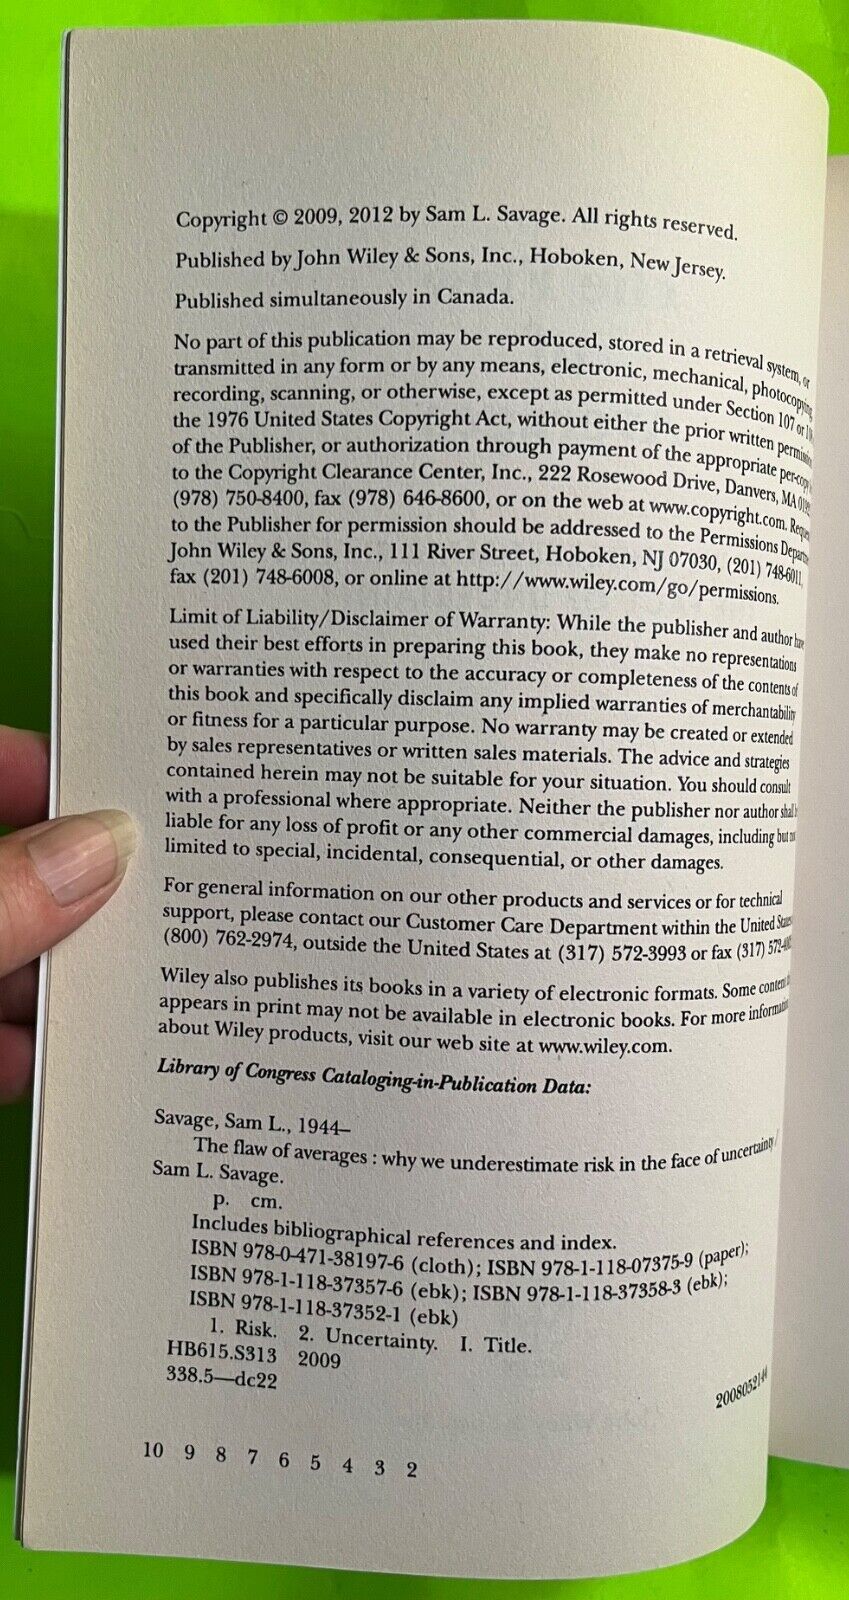 Copyright © 2009, 2012 by Sam L. Savage. All rights reserved.
Published by John Wiley & Sons, Inc., Hoboken, New Jersey.
Published simultaneously in Canada.
No part of this publication may be reproduced, stored in a retrieval system, or
transmitted in any form or by any means, electronic, mechanical, photocopying,
recording, scanning, or otherwise, except as permitted under Section 107 or
the 1976 United States Copyright Act, without either the prior written permission
of the Publisher, or authorization through payment of the appropriate per-copy
to the Copyright Clearance Center, Inc., 222 Rosewood Drive, Danvers, MA
(978) 750-8400, fax (978) 646-8600, or on the web at www.copyright.com.
to the Publisher for permission should be addressed to the Permissions
John Wiley & Sons, Inc., 111 River Street, Hoboken, NJ 07030, (201) 748-6011,
fax (201) 748-6008, or online at http://www.wiley.com/go/permissions.
Limit of Liability/Disclaimer of Warranty: While the publisher and author have
used their best efforts in preparing this book, they make no representations
or warranties with respect to the accuracy or completeness of the contents of
this book and specifically disclaim any implied warranties of merchantability
or fitness for a particular purpose. No warranty may be created or extended
by sales representatives or written sales materials. The advice and strategies
contained herein may not be suitable for your situation. You should consult
with a professional where appropriate. Neither the publisher nor author shall
liable for any loss of profit or any other commercial damages, including but
limited to special, incidental, consequential, or other damages.
For general information on our other products and services or for technical
support, please contact our Customer Care Department within the United States
(800) 762-2974, outside the United States at (317) 572-3993 or fax (317)
Wiley also publishes its books in a variety of electronic formats. Some content
appears in print may not be available in electronic books. For more information
about Wiley products, visit our web site at www.wiley.com.
Library of Congress Cataloging-in-Publication Data:
Savage, Sam L., 1944–
The flaw of averages : why we underestimate risk in the face of uncertainty /
Sam L. Savage.
p. cm.
Includes bibliographical references and index.
ISBN 978-0-471-38197-6 (cloth); ISBN 978-1-118-07375-9 (paper);
ISBN 978-1-118-37357-6 (ebk); ISBN 978-1-118-37358-3 (ebk);
ISBN 978-1-118-37352-1 (ebk)
1. Risk. 2. Uncertainty. I. Title.
HB615.S313 2009
338.5—dc22
2008052144
10 9 8 7 6 5 4 3 2